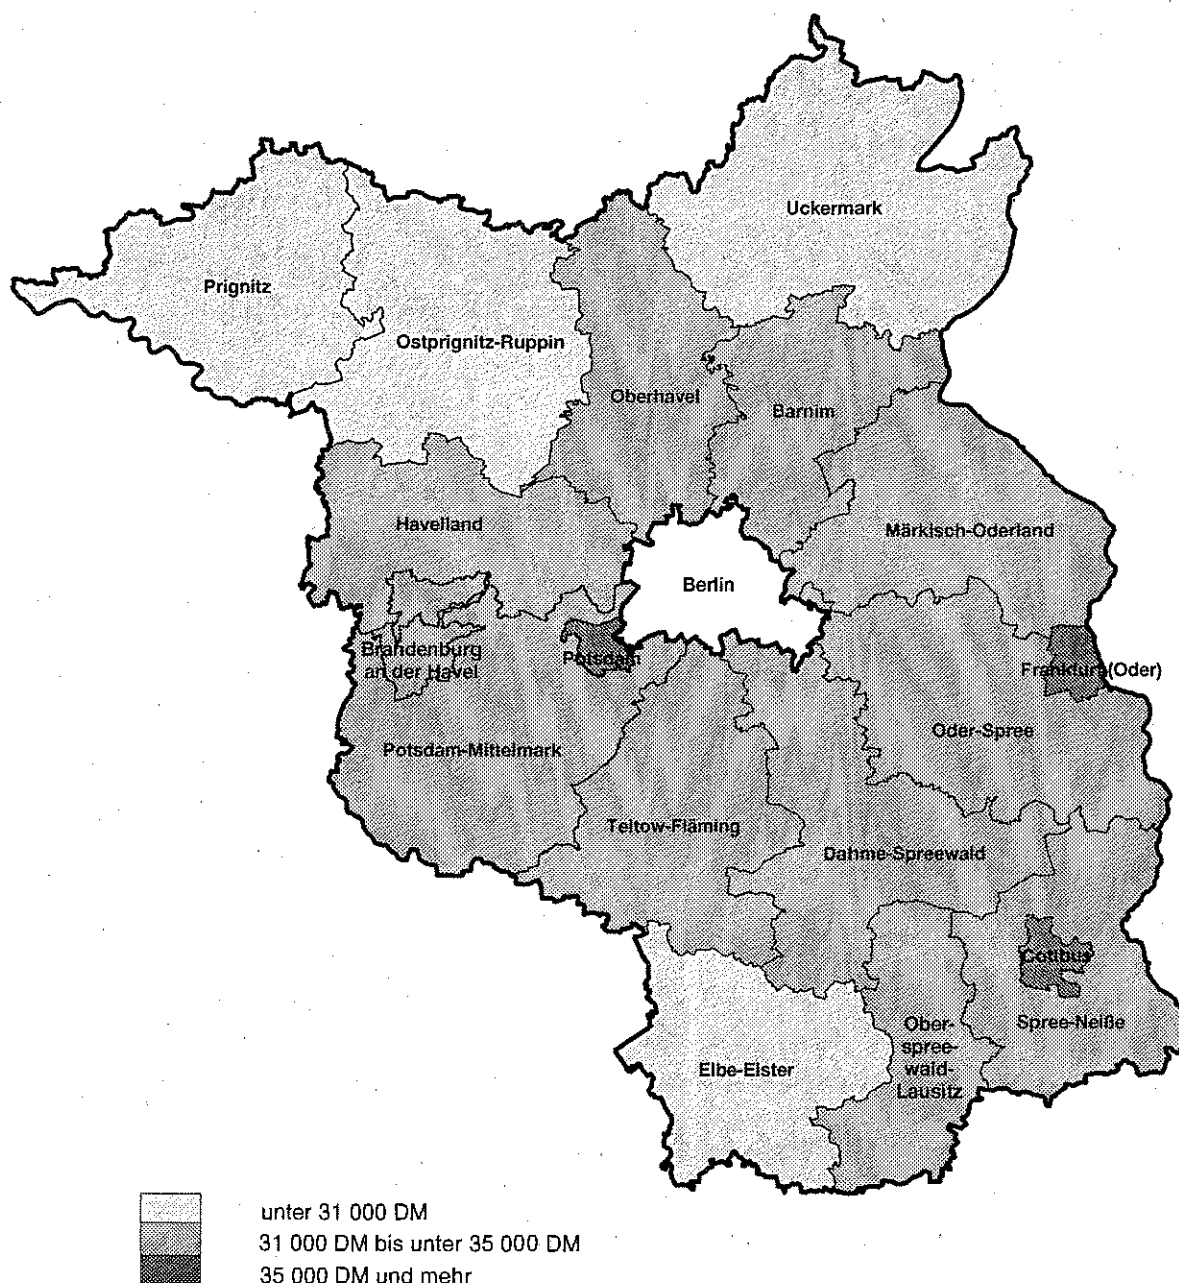 Uckermark
Prignitz
Ostprignitz-Ruppin
Oberhavel
Barnim
Havelland
Märkisch-Oderland
Berlin
Brandenburg
an der Havel
Potsdam
Frankfurt (Oder)
Potsdam-Mittelmark
Oder-Spree
Teltow-Fläming
Dahme-Spreewald
Cottbus
Spree-Neiße
Ober-
spree-
wald-
Lausitz
Elbe-Elster
unter 31 000 DM
31 000 DM bis unter 35 000 DM
35 000 DM und mehr